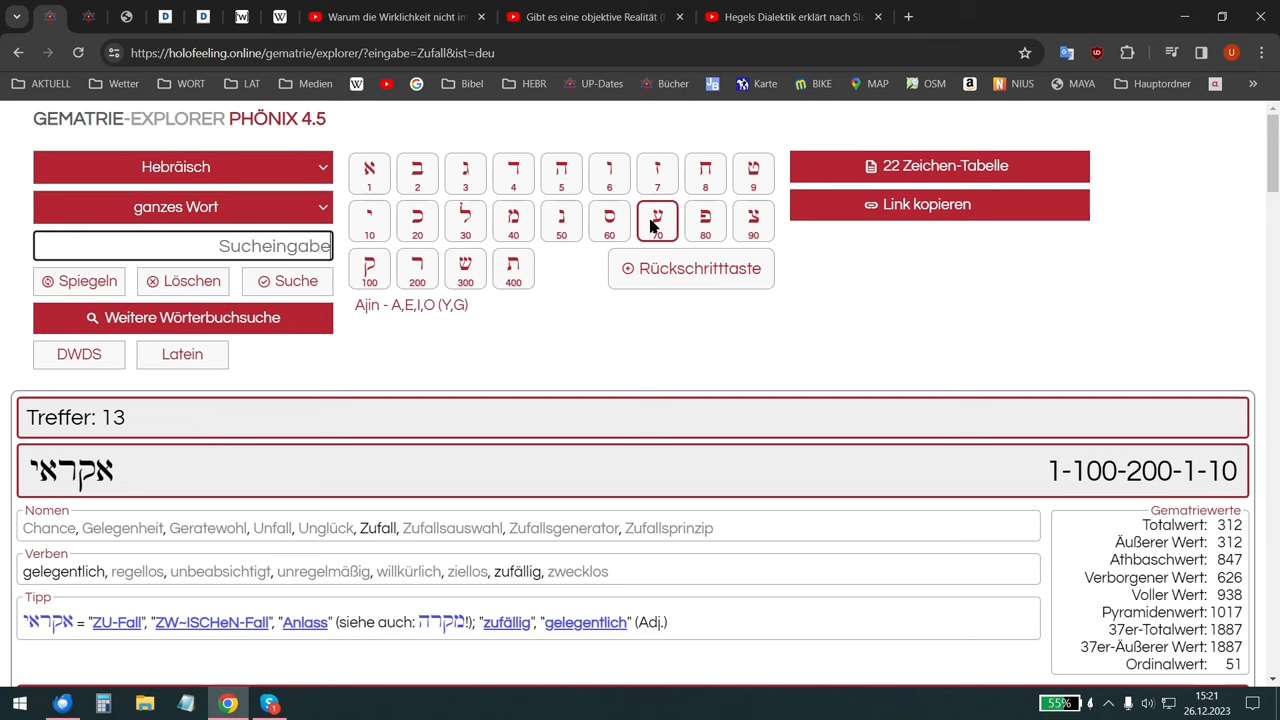 Warum die Wirklichkeit nicht in
Gibt es eine objektive Realität (
Hegels Dialektik erklärt nach Sl
https://holofeeling.online/gematrie/explorer/?eingabe=Zufall&ist=deu
AKTUELL Wetter WORT LAT Medien Bibel HEBR UP-Dates Bücher Karte BIKE MAP OSM NIUS MAYA Hauptordner
GEMATRIE-EXPLORER PHÖNIX 4.5
Hebräisch
ganzes Wort
Sucheingabe
Spiegeln Löschen Suche
Weitere Wörterbuchsuche
DWDS Latein
א ב ג ד ה ו ז ח ט
1 2 3 4 5 6 7 8 9
י כ ל מ נ ס ע פ צ
10 20 30 40 50 60 70 80 90
ק ר ש ת
100 200 300 400
Rückschritttaste
Ajin - A,E,I,O (Y,G)
22 Zeichen-Tabelle
Link kopieren
Treffer: 13
אקראי 1-100-200-1-10
Nomen
Chance, Gelegenheit, Geratewohl, Unfall, Unglück, Zufall, Zufallsauswahl, Zufallsgenerator, Zufallsprinzip
Verben
gelegentlich, regellos, unbeabsichtigt, unregelmäßig, willkürlich, ziellos, zufällig, zwecklos
Tipp
אקראי = "ZU-Fall", "ZW~ISCHeN-Fall", "Anlass" (siehe auch: מקרה!); "zufällig", "gelegentlich" (Adj.)
Gematriewerte
Totalwert: 312
Äußerer Wert: 312
Athbaschwert: 847
Verborgener Wert: 626
Voller Wert: 938
Pyramidenwert: 1017
37er-Totalwert: 1887
37er-Äußerer Wert: 1887
Ordinalwert: 51
55%
15:21
26.12.2023